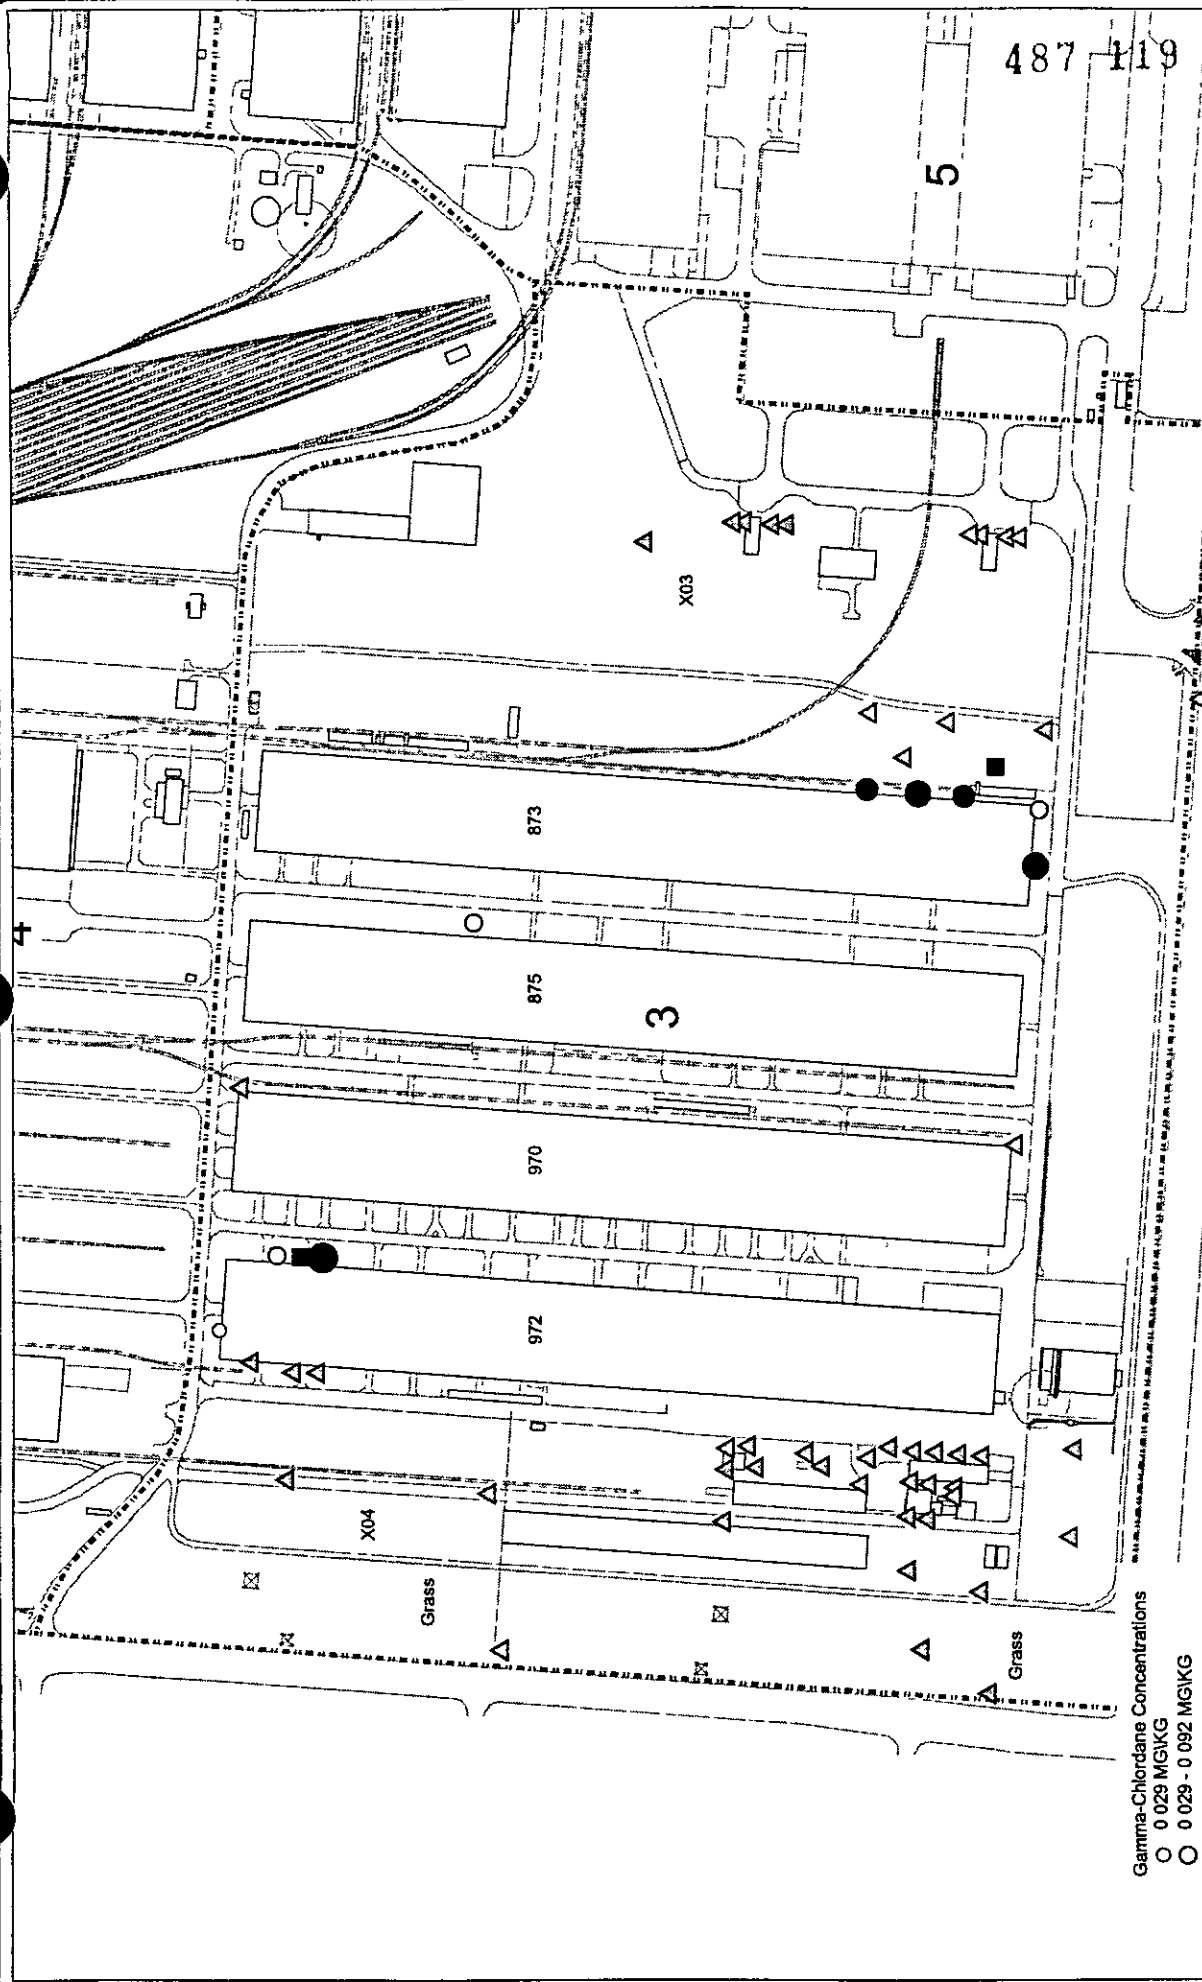 487 119
5
4
X03
873
875
3
970
972
X04
Grass
Grass
Gamma-Chlordane Concentrations
0 029 MG\KG
0 029 - 0 092 MG\KG